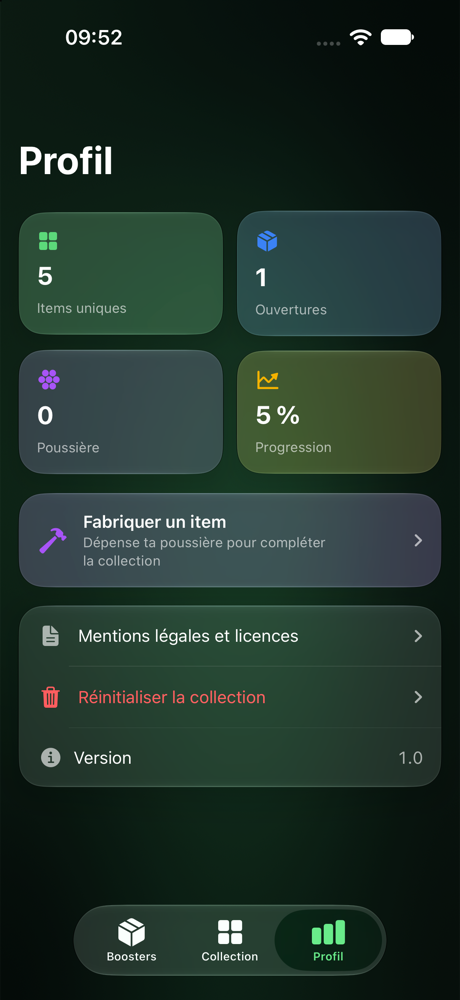 09:52
Profil
5
Items uniques
1
Ouvertures
0
Poussière
5 %
Progression
Fabriquer un item
Dépense ta poussière pour compléter
la collection
Mentions légales et licences
Réinitialiser la collection
Version 1.0
Boosters Collection Profil